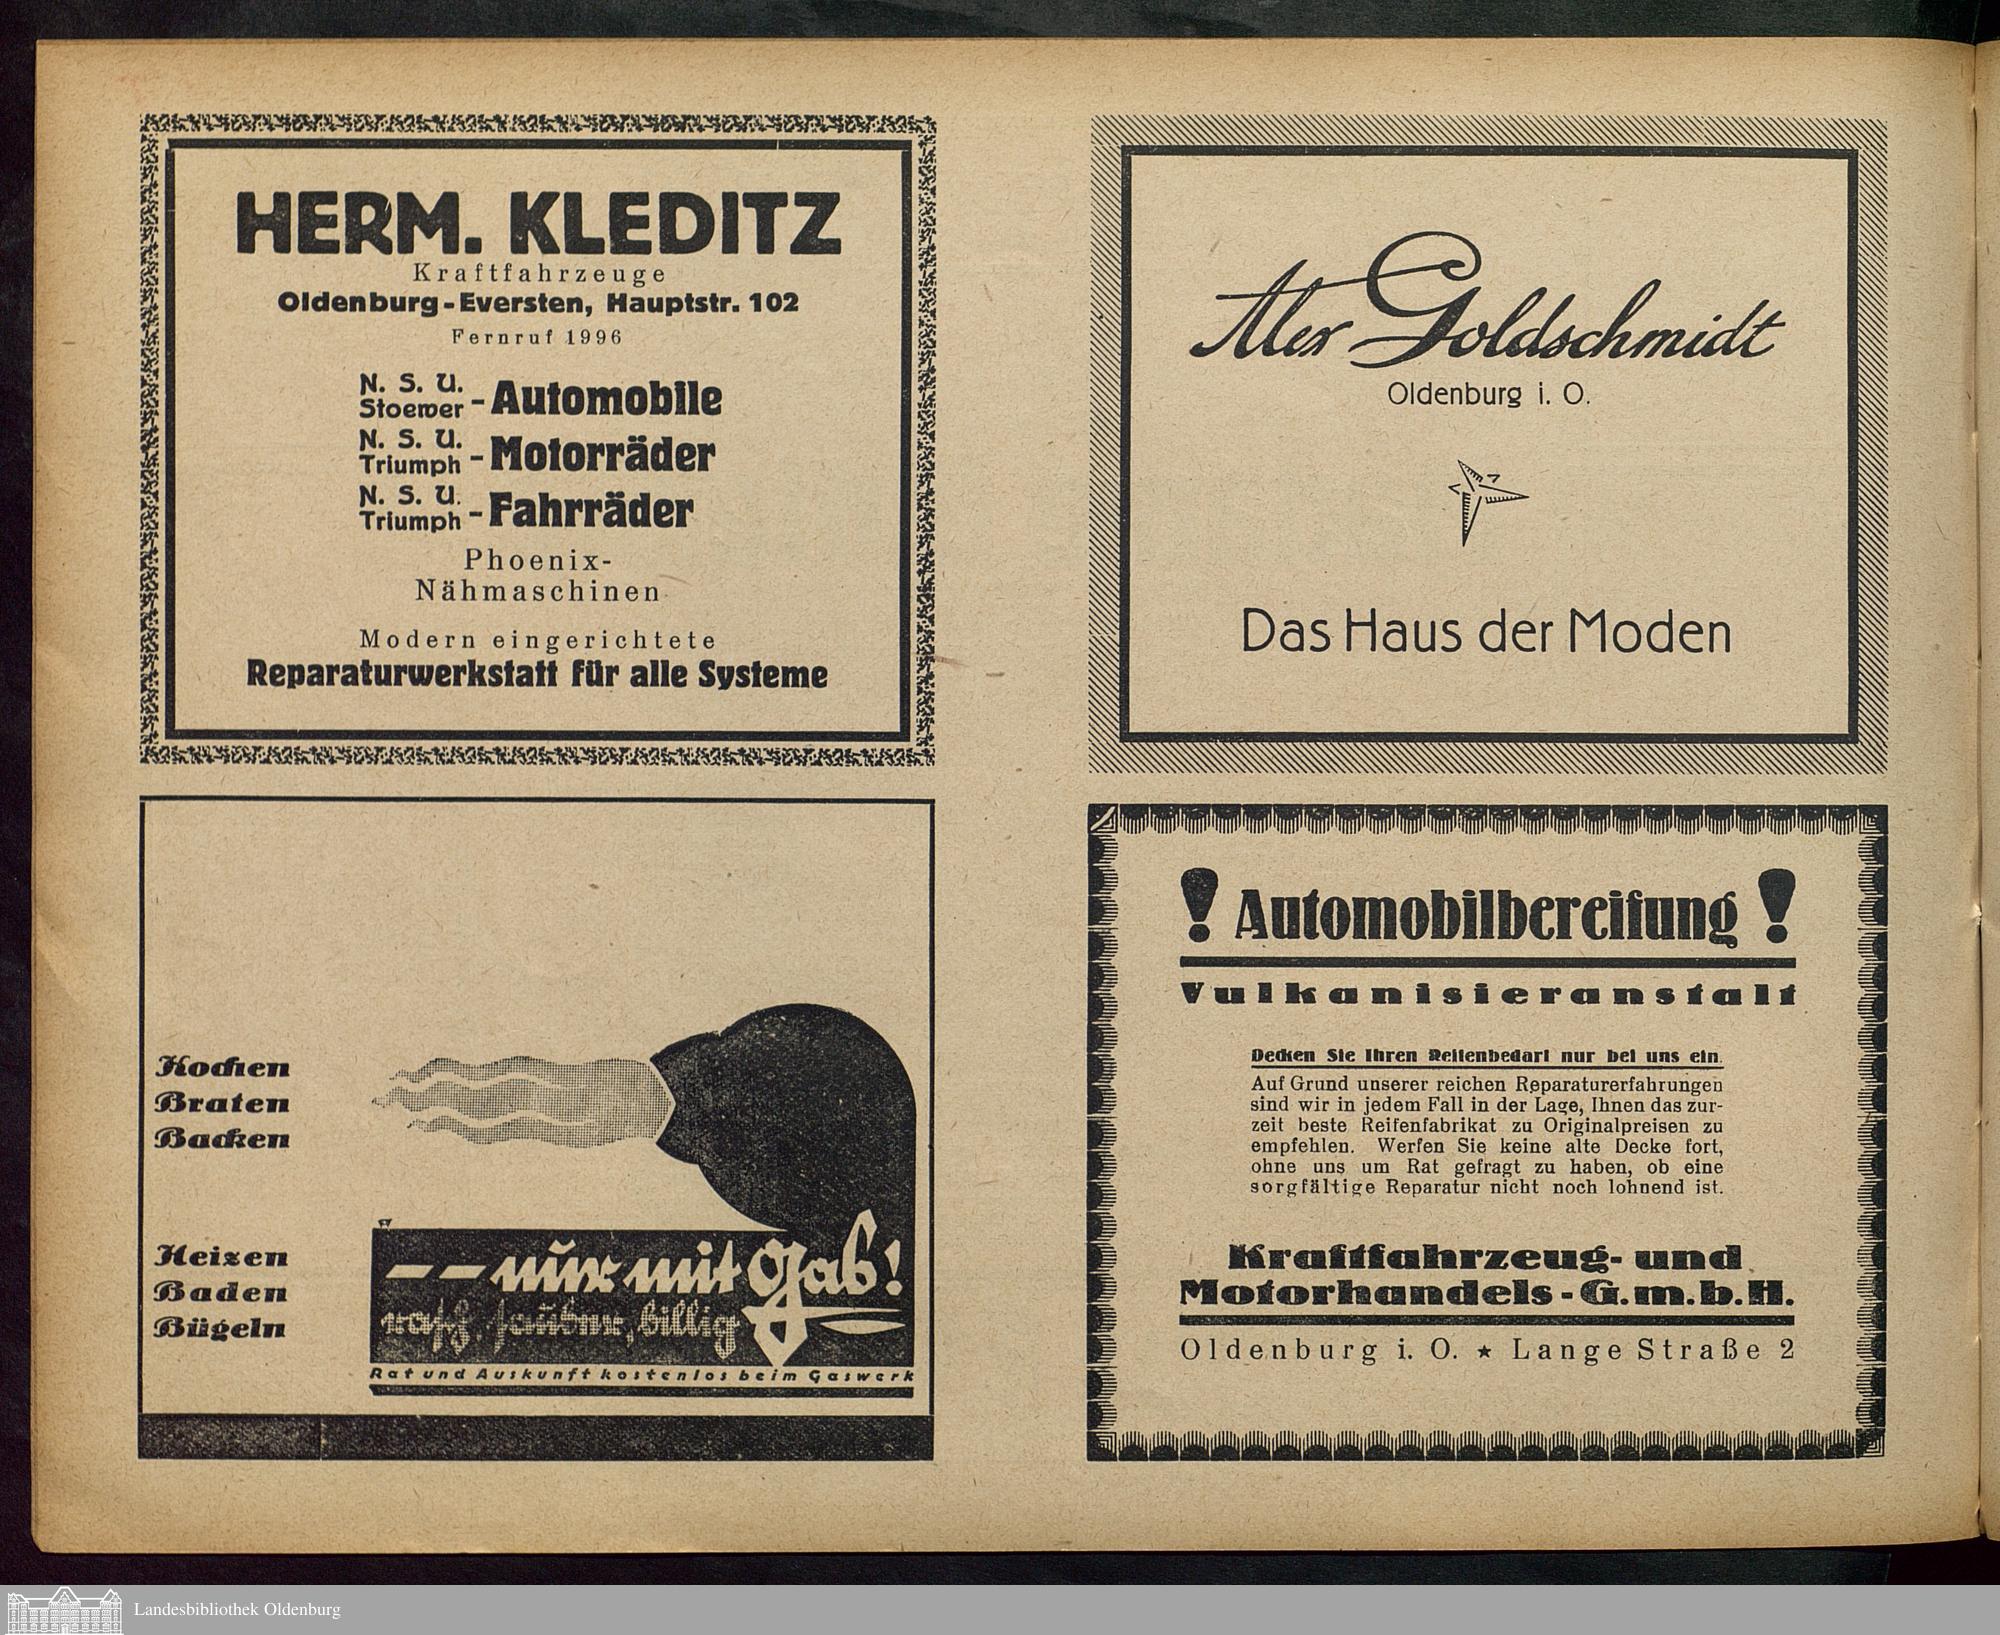 HERM. KLEDITZ
Kraftfahrzeuge
Oldenburg-Eversten, Hauptstr. 102
Fernruf 1996
N. S. U.
Stoewer - Automobile
N. S. U.
Triumph - Motorräder
N. S. U.
Triumph - Fahrräder
Phoenix-
Nähmaschinen
Modern eingerichtete
Reparaturwerkstatt für alle Systeme
Alex Goldschmidt
Oldenburg i. O.
Das Haus der Moden
Kochen
Braten
Backen
Heizen
Baden
Bügeln
-- nur mit Gas!
rasch, sauber, billig
Rat und Auskunft kostenlos beim Gaswerk
! Automobilbereifung !
Vulkanisieranstalt
Decken Sie Ihren Reifenbedarf nur bei uns ein.
Auf Grund unserer reichen Reparaturerfahrungen
sind wir in jedem Fall in der Lage, Ihnen das zur-
zeit beste Reifenfabrikat zu Originalpreisen zu
empfehlen. Werfen Sie keine alte Decke fort,
ohne uns um Rat gefragt zu haben, ob eine
sorgfältige Reparatur nicht noch lohnend ist.
Kraftfahrzeug- und
Motorhandels-G.m.b.H.
Oldenburg i. O. ★ Lange Straße 2
Landesbibliothek Oldenburg